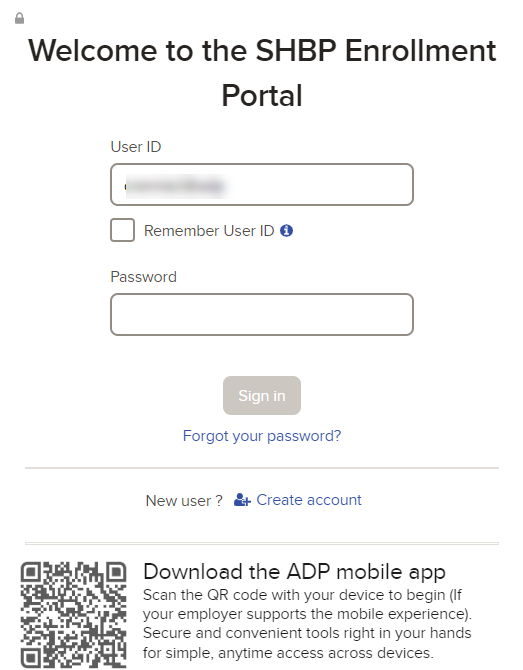 Welcome to the SHBP Enrollment
Portal
User ID
Remember User ID
Password
Sign in
Forgot your password?
New user ? Create account
Download the ADP mobile app
Scan the QR code with your device to begin (If
your employer supports the mobile experience).
Secure and convenient tools right in your hands
for simple, anytime access across devices.